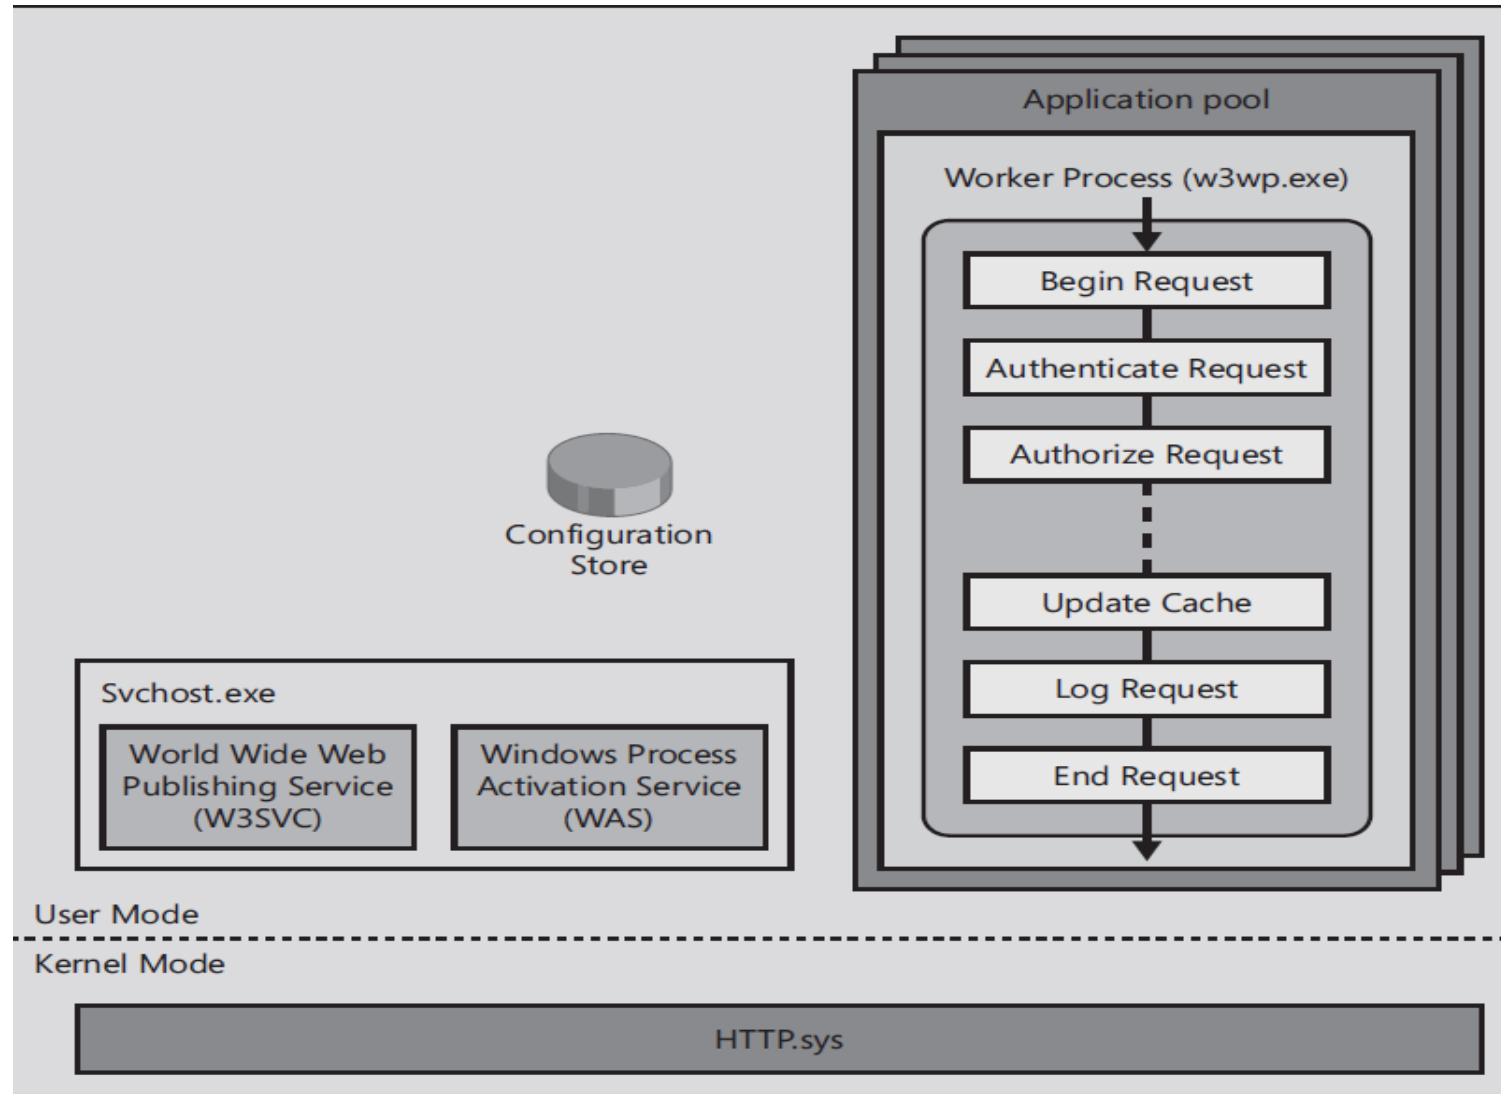 Application pool
Worker Process (w3wp.exe)
Begin Request
Authenticate Request
Authorize Request
Configuration
Store
Update Cache
Log Request
End Request
Svchost.exe
World Wide Web
Publishing Service
(W3SVC)
Windows Process
Activation Service
(WAS)
User Mode
Kernel Mode
HTTP.sys